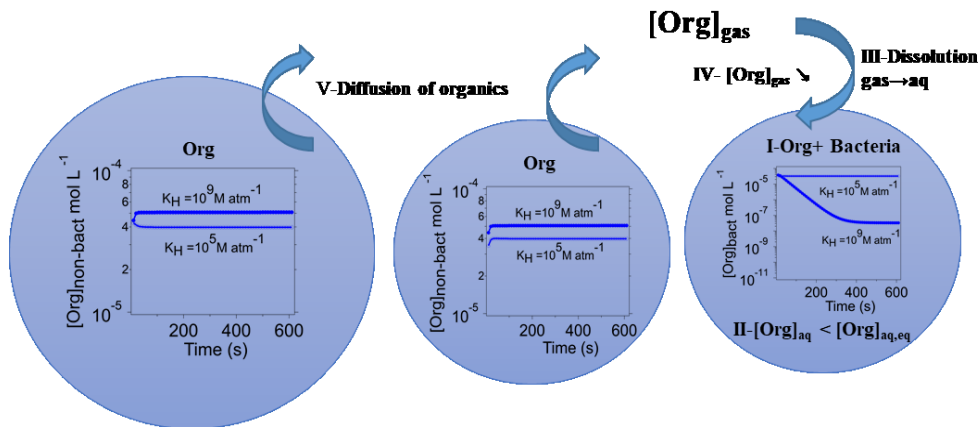 [Org]gas
III-Dissolution
gas→aq
IV- [Org]gas ↘
V-Diffusion of organics
Org
[Org]non-bact mol L-1
10-4
8
6
4
2
10-5
KH =109M atm-1
KH =105M atm-1
200 400 600
Time (s)
Org
[Org]non-bact mol L-1
10-4
8
6
4
2
10-5
KH =109M atm-1
KH =105M atm-1
200 400 600
Time (s)
I-Org+ Bacteria
[Org]bact mol L-1
10-5
10-7
10-9
10-11
KH =105M atm-1
KH =109M atm-1
200 400 600
Time (s)
II-[Org]aq < [Org]aq,eq